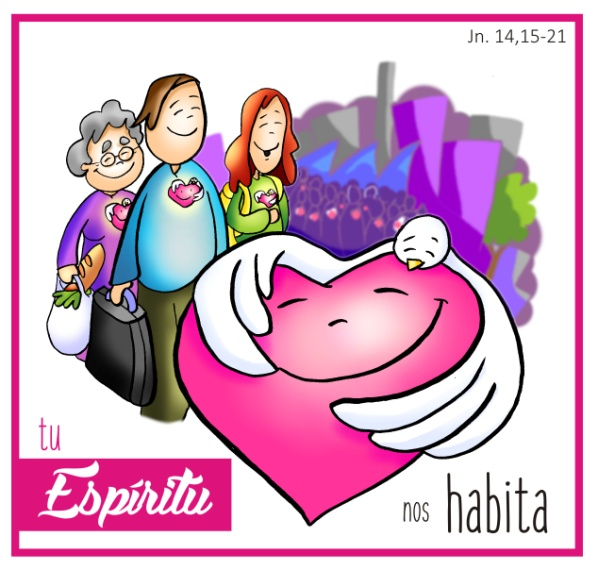 Jn. 14,15-21
tu
Espíritu
nos habita